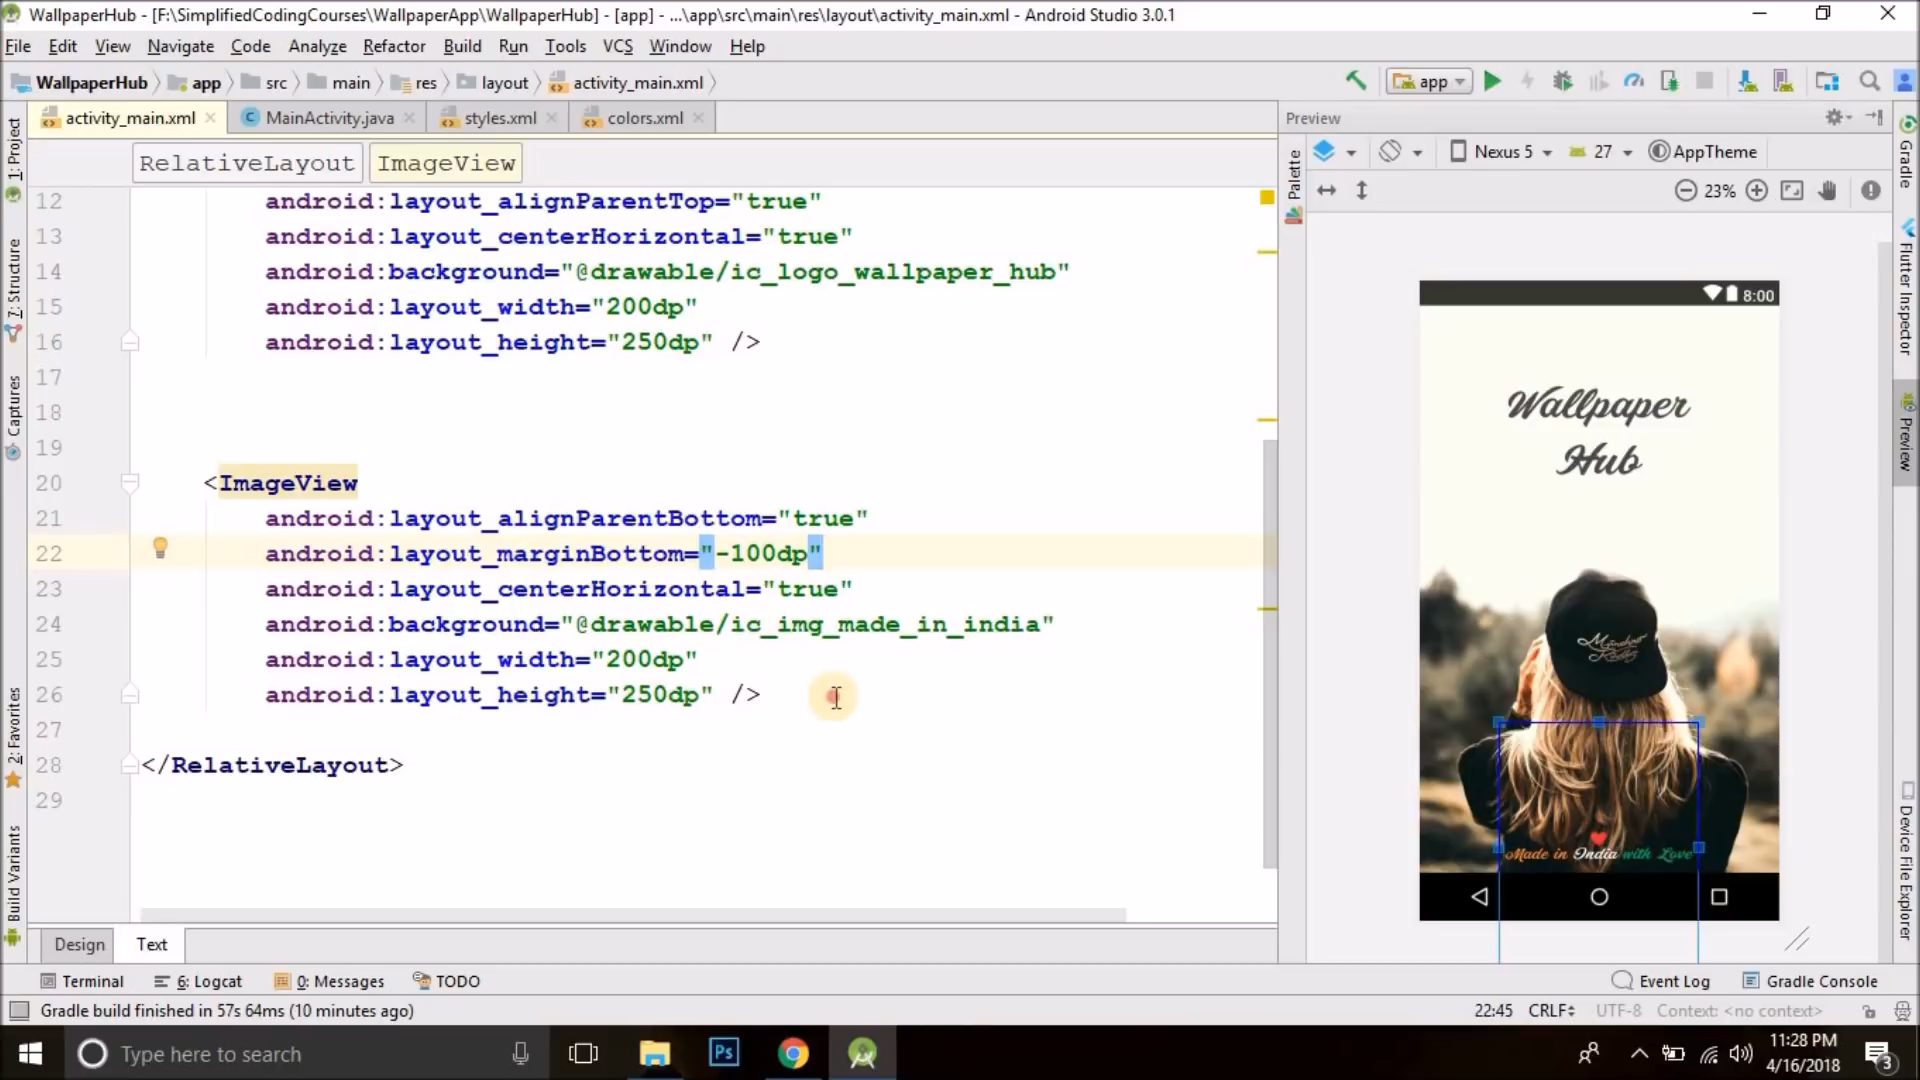 WallpaperHub - [F:\SimplifiedCodingCourses\WallpaperApp\WallpaperHub] - [app] - ...\app\src\main\res\layout\activity_main.xml - Android Studio 3.0.1
File Edit View Navigate Code Analyze Refactor Build Run Tools VCS Window Help
WallpaperHub app src main res layout activity_main.xml app
activity_main.xml MainActivity.java styles.xml colors.xml Preview
RelativeLayout ImageView
Nexus 5 27 AppTheme
23%
12 android:layout_alignParentTop="true"
13 android:layout_centerHorizontal="true"
14 android:background="@drawable/ic_logo_wallpaper_hub"
15 android:layout_width="200dp"
16 android:layout_height="250dp" />
17
18
19
20 <ImageView
21 android:layout_alignParentBottom="true"
22 android:layout_marginBottom="-100dp"
23 android:layout_centerHorizontal="true"
24 android:background="@drawable/ic_img_made_in_india"
25 android:layout_width="200dp"
26 android:layout_height="250dp" />
27
28 </RelativeLayout>
29
1: Project
7: Structure
Captures
2: Favorites
Build Variants
Palette
8:00
Wallpaper
Hub
Made in India with Love
Gradle
Flutter Inspector
Preview
Device File Explorer
Design Text
Terminal 6: Logcat 0: Messages TODO Event Log Gradle Console
Gradle build finished in 57s 64ms (10 minutes ago) 22:45 CRLF UTF-8 Context: <no context>
Type here to search Ps
11:28 PM
4/16/2018
3